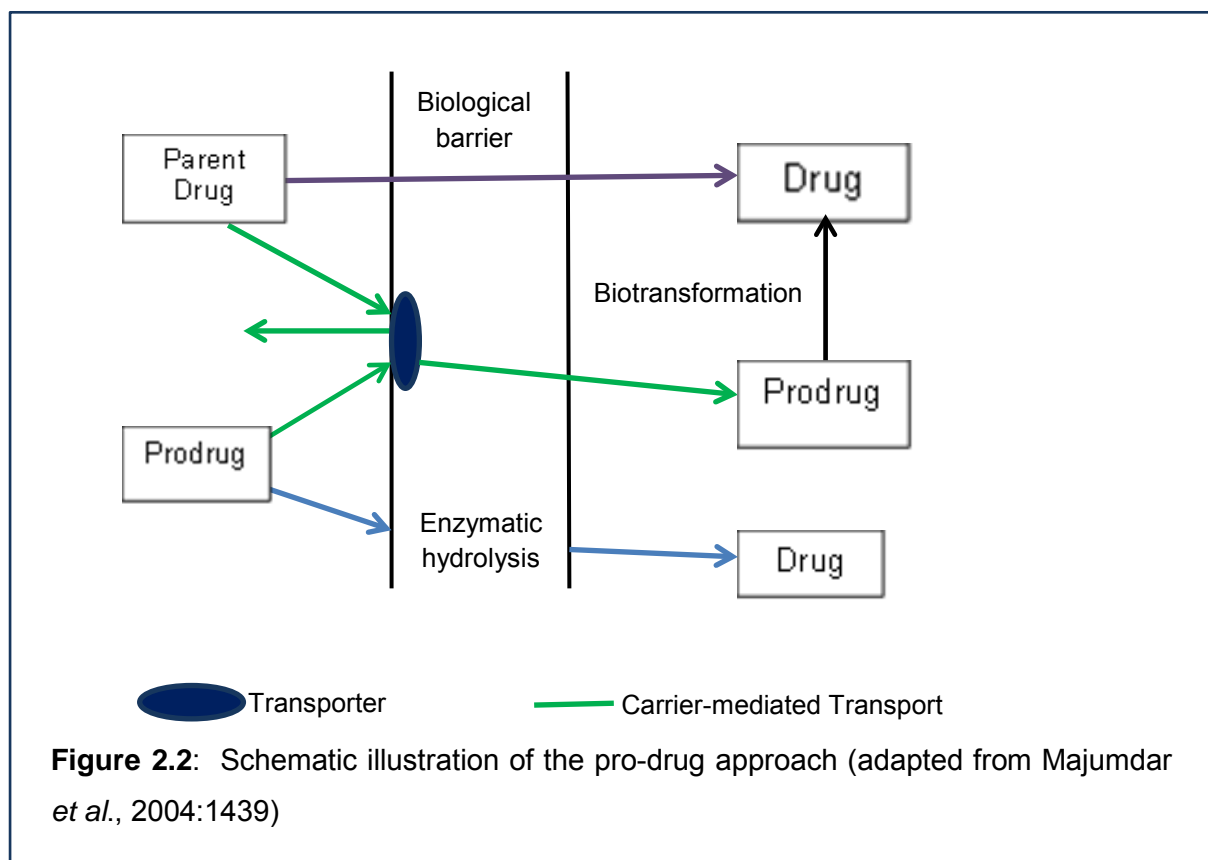 Biological
barrier
Parent
Drug
Drug
Biotransformation
Prodrug
Prodrug
Enzymatic
hydrolysis
Drug
Transporter
Carrier-mediated Transport
Figure 2.2: Schematic illustration of the pro-drug approach (adapted from Majumdar
et al., 2004:1439)